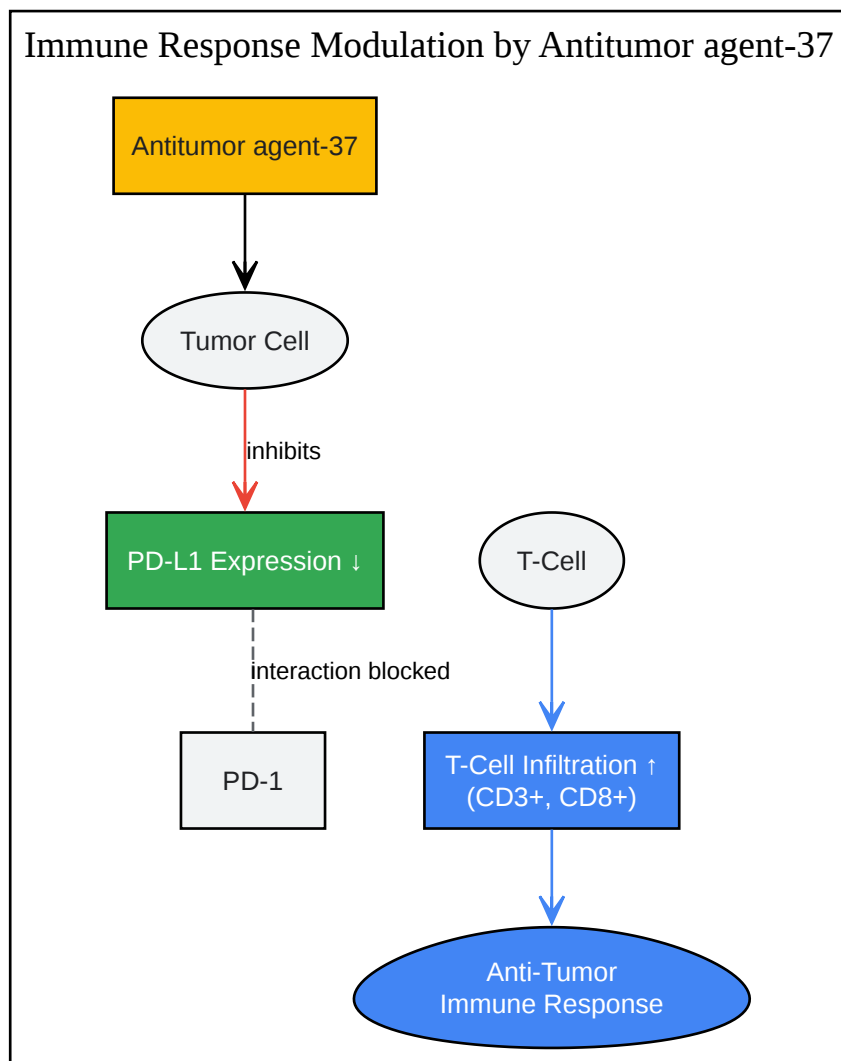 Immune Response Modulation by Antitumor agent-37
Antitumor agent-37
Tumor Cell
inhibits
PD-L1 Expression ↓
T-Cell
interaction blocked
PD-1
T-Cell Infiltration ↑
(CD3+, CD8+)
Anti-Tumor
Immune Response